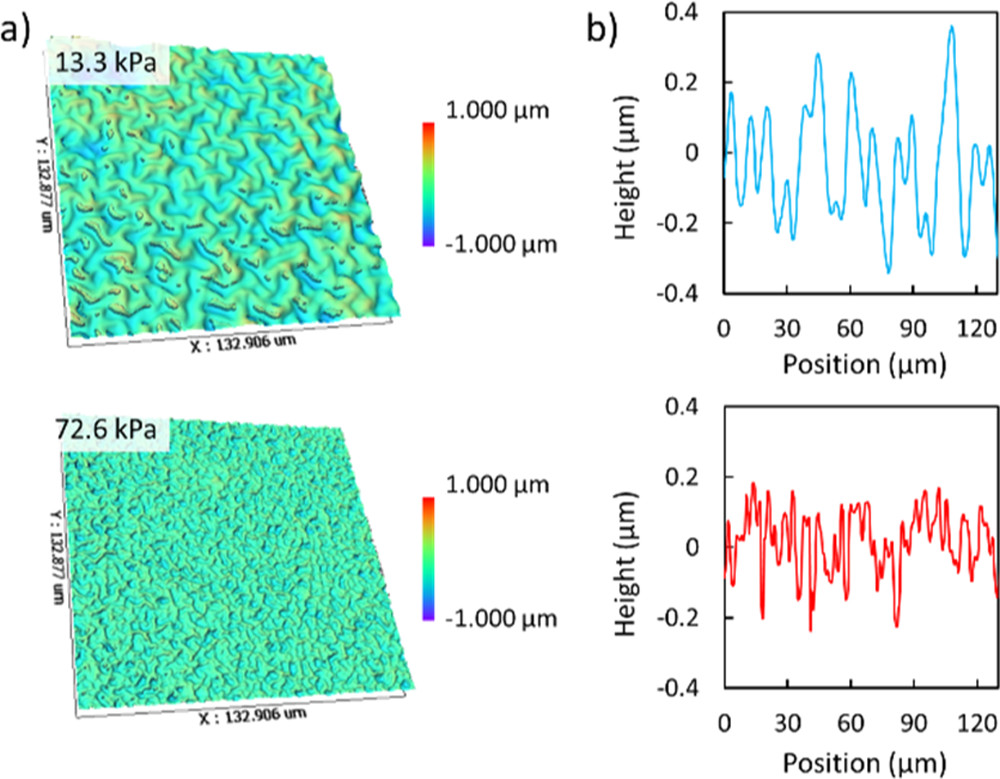 a)
13.3 kPa
1.000 μm
-1.000 μm
Y : 132.877 um
X : 132.906 um
b)
0.4
0.2
0
-0.2
-0.4
Height (μm)
0 30 60 90 120
Position (μm)
72.6 kPa
1.000 μm
-1.000 μm
Y : 132.877 um
X : 132.906 um
0.4
0.2
0
-0.2
-0.4
Height (μm)
0 30 60 90 120
Position (μm)